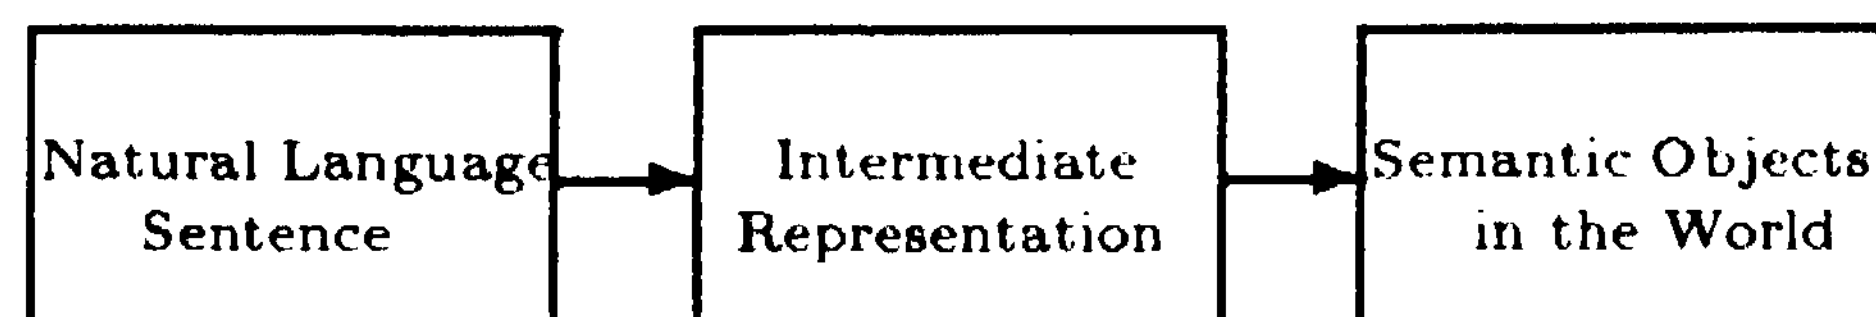 Natural Language
Sentence
Intermediate
Representation
Semantic Objects
in the World